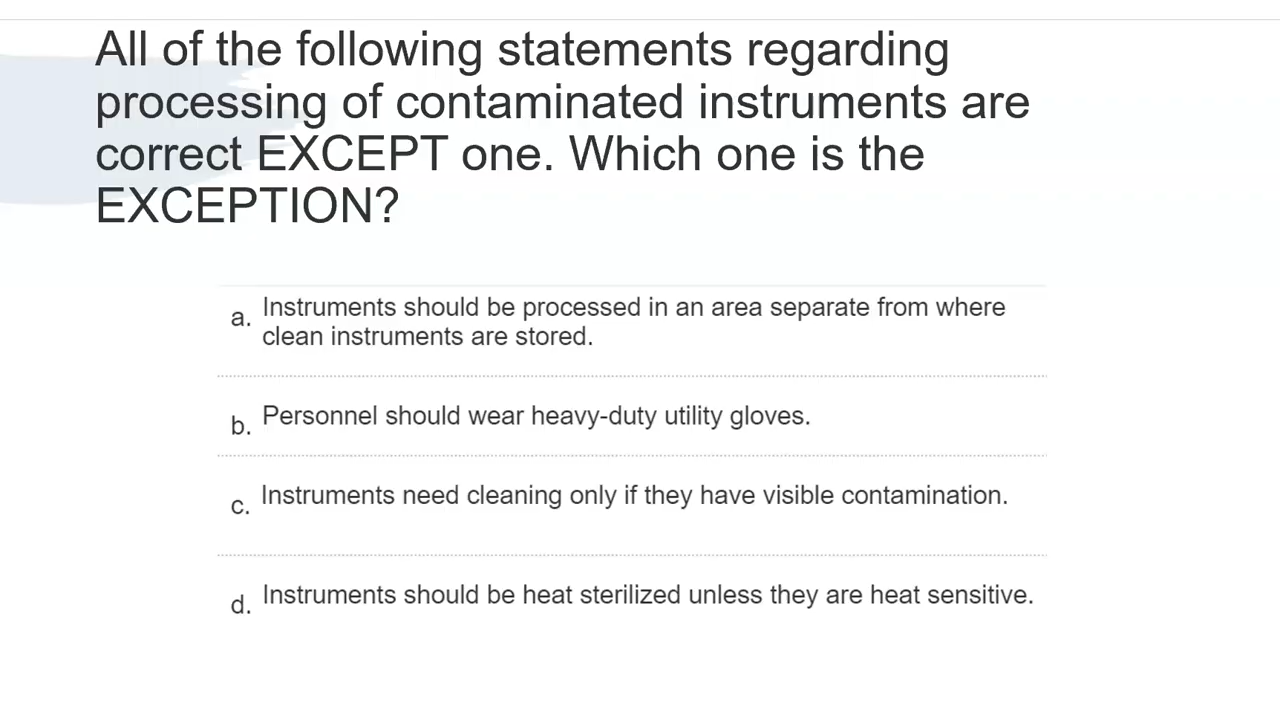 All of the following statements regarding
processing of contaminated instruments are
correct EXCEPT one. Which one is the
EXCEPTION?
a. Instruments should be processed in an area separate from where
clean instruments are stored.
b. Personnel should wear heavy-duty utility gloves.
c. Instruments need cleaning only if they have visible contamination.
d. Instruments should be heat sterilized unless they are heat sensitive.